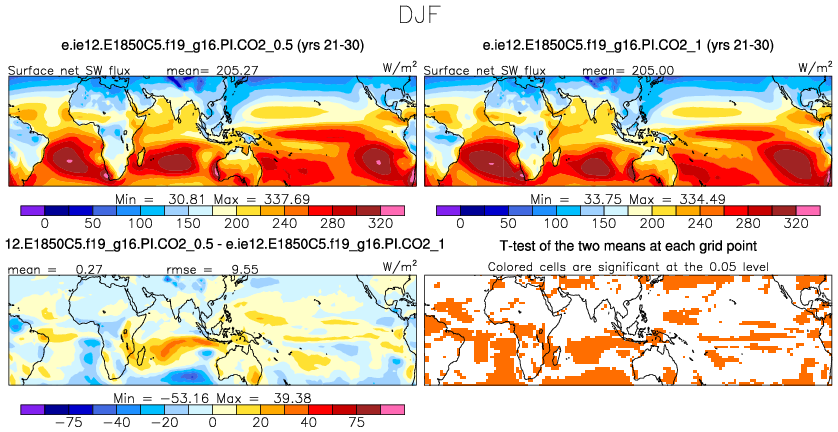 DJF
e.ie12.E1850C5.f19_g16.PI.CO2_0.5 (yrs 21-30)
Surface net SW flux mean= 205.27 W/m²
Min = 30.81 Max = 337.69
0 50 100 150 200 240 280 320
e.ie12.E1850C5.f19_g16.PI.CO2_1 (yrs 21-30)
Surface net SW flux mean= 205.00 W/m²
Min = 33.75 Max = 334.49
0 50 100 150 200 240 280 320
12.E1850C5.f19_g16.PI.CO2_0.5 - e.ie12.E1850C5.f19_g16.PI.CO2_1
mean = 0.27 rmse = 9.55 W/m²
Min = −53.16 Max = 39.38
−75 −40 −20 0 20 40 75
T-test of the two means at each grid point
Colored cells are significant at the 0.05 level